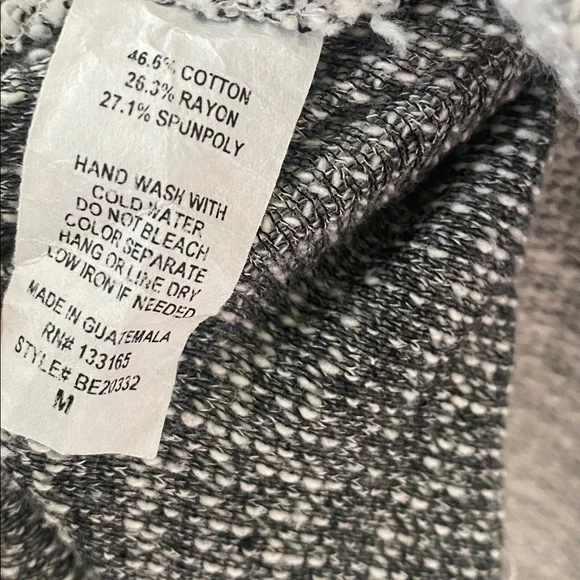 46.6% COTTON
26.3% RAYON
27.1% SPUNPOLY
HAND WASH WITH
COLD WATER
DO NOT BLEACH
COLOR SEPARATE
HANG OR LINE DRY
LOW IRON IF NEEDED
MADE IN GUATEMALA
RN# 133165
STYLE# BE20332
M